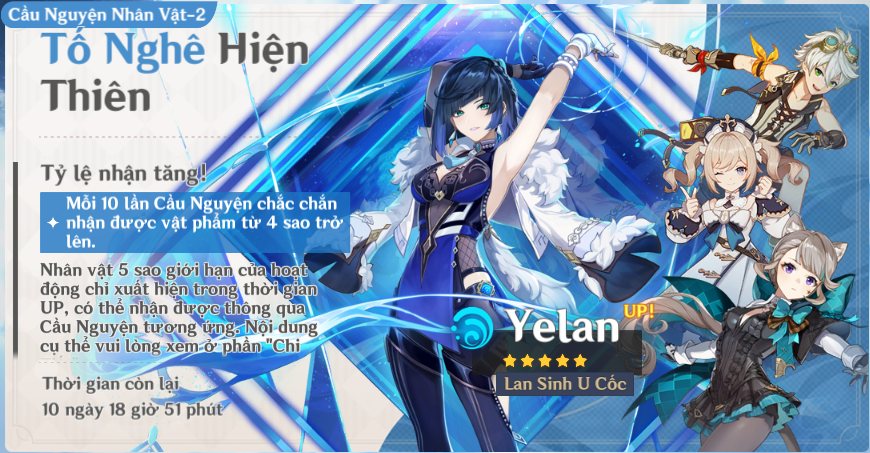 Cầu Nguyện Nhân Vật-2
Tố Nghê Hiện
Thiên
Tỷ lệ nhận tăng!
Mỗi 10 lần Cầu Nguyện chắc chắn
nhận được vật phẩm từ 4 sao trở
lên.
Nhân vật 5 sao giới hạn của hoạt
động chỉ xuất hiện trong thời gian
UP, có thể nhận được thông qua
Cầu Nguyện tương ứng. Nội dung
cụ thể vui lòng xem ở phần "Chi
Yelan
UP!
Lan Sinh U Cốc
Thời gian còn lại
10 ngày 18 giờ 51 phút